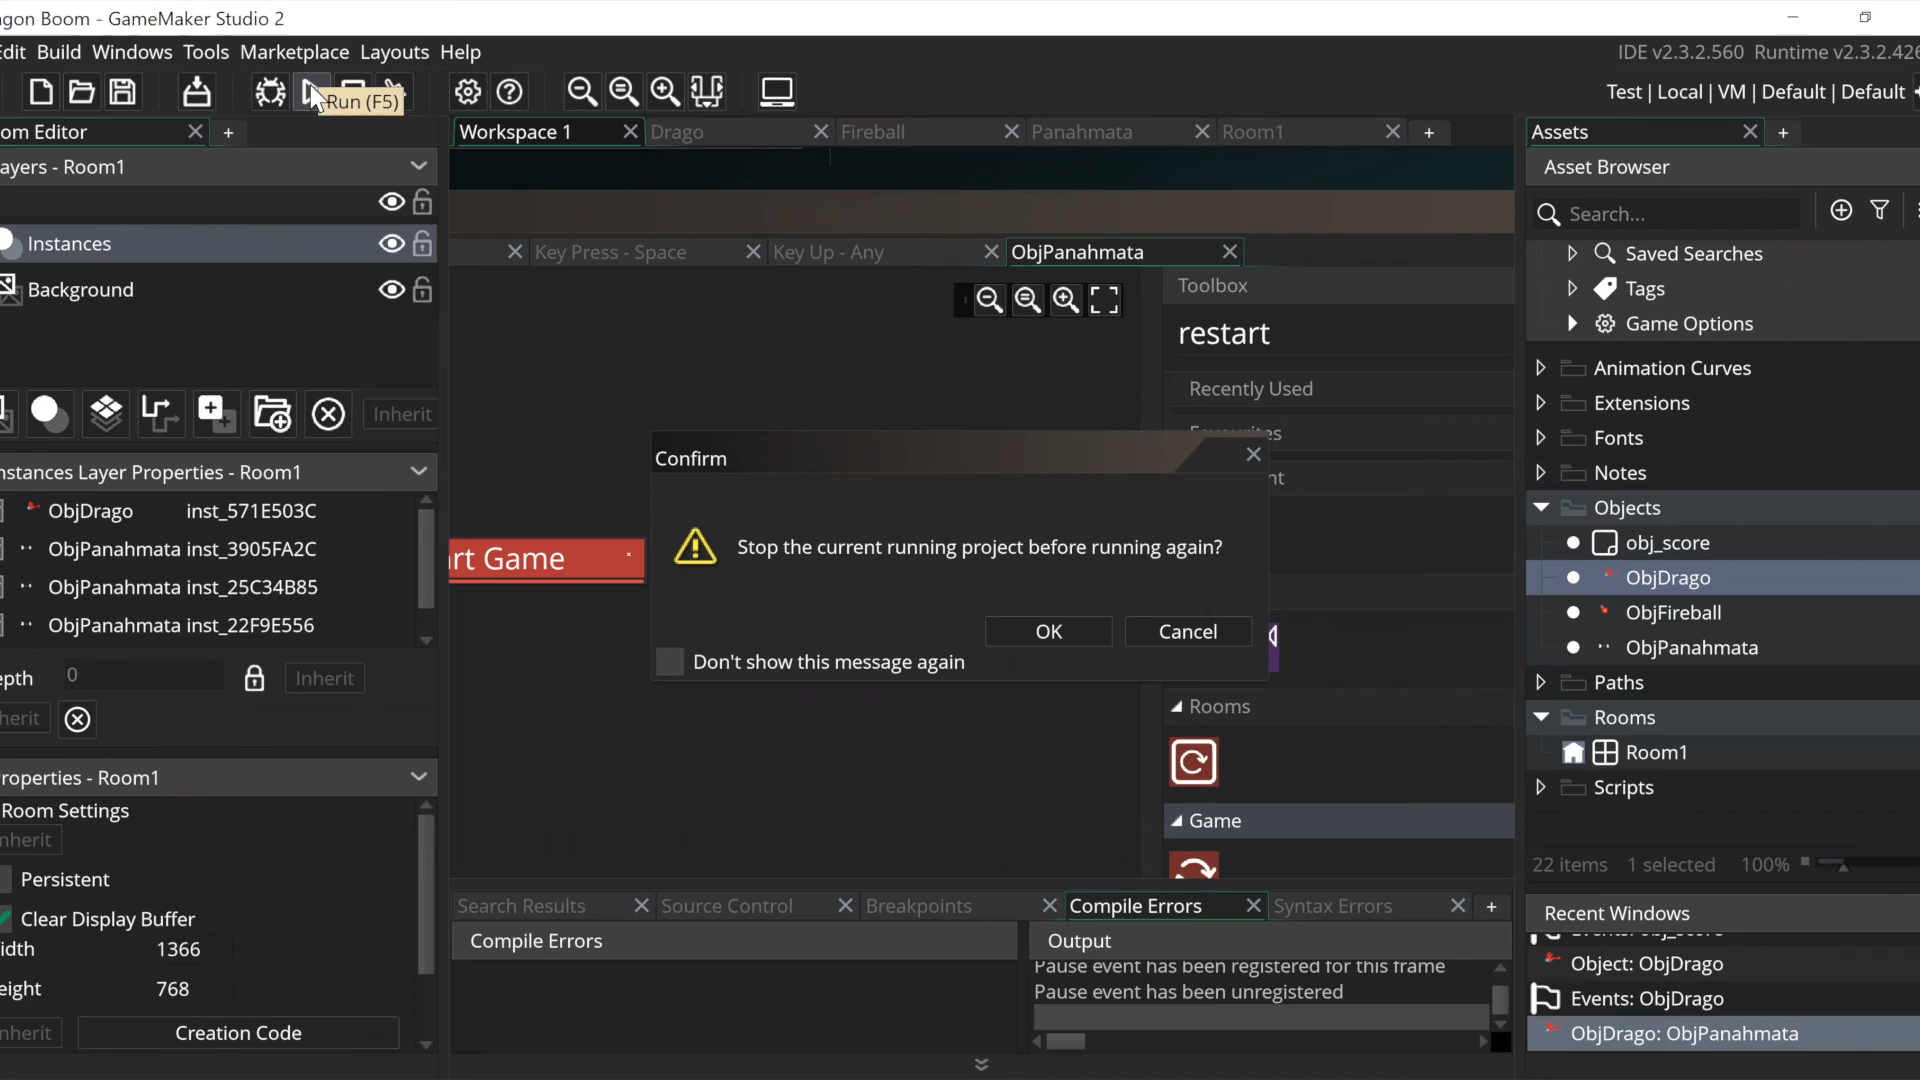 gon Boom - GameMaker Studio 2
dit Build Windows Tools Marketplace Layouts Help
IDE v2.3.2.560 Runtime v2.3.2.426
Run (F5)
Test | Local | VM | Default | Default
om Editor
Workspace 1
Drago
Fireball
Panahmata
Room1
Assets
ayers - Room1
Asset Browser
Search...
Instances
Key Press - Space
Key Up - Any
ObjPanahmata
Saved Searches
Background
Toolbox
Tags
restart
Game Options
Animation Curves
Recently Used
Extensions
Inherit
Favourites
Fonts
Confirm
nt
nstances Layer Properties - Room1
Notes
ObjDrago inst_571E503C
Objects
Stop the current running project before running again?
obj_score
ObjPanahmata inst_3905FA2C
rt Game
ObjDrago
ObjPanahmata inst_25C34B85
ObjFireball
ObjPanahmata inst_22F9E556
OK
Cancel
ObjPanahmata
Don't show this message again
epth 0 Inherit
Paths
Rooms
herit
Rooms
Room1
roperties - Room1
Scripts
Room Settings
Game
nherit
22 items 1 selected 100%
Persistent
Search Results
Source Control
Breakpoints
Compile Errors
Syntax Errors
Clear Display Buffer
Recent Windows
Compile Errors
Output
idth 1366
Pause event has been registered for this frame
Object: ObjDrago
eight 768
Pause event has been unregistered
Events: ObjDrago
nherit
Creation Code
ObjDrago: ObjPanahmata